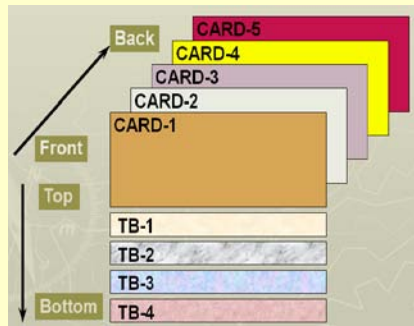 Back
CARD-5
CARD-4
CARD-3
CARD-2
CARD-1
Front
Top
TB-1
TB-2
TB-3
Bottom
TB-4